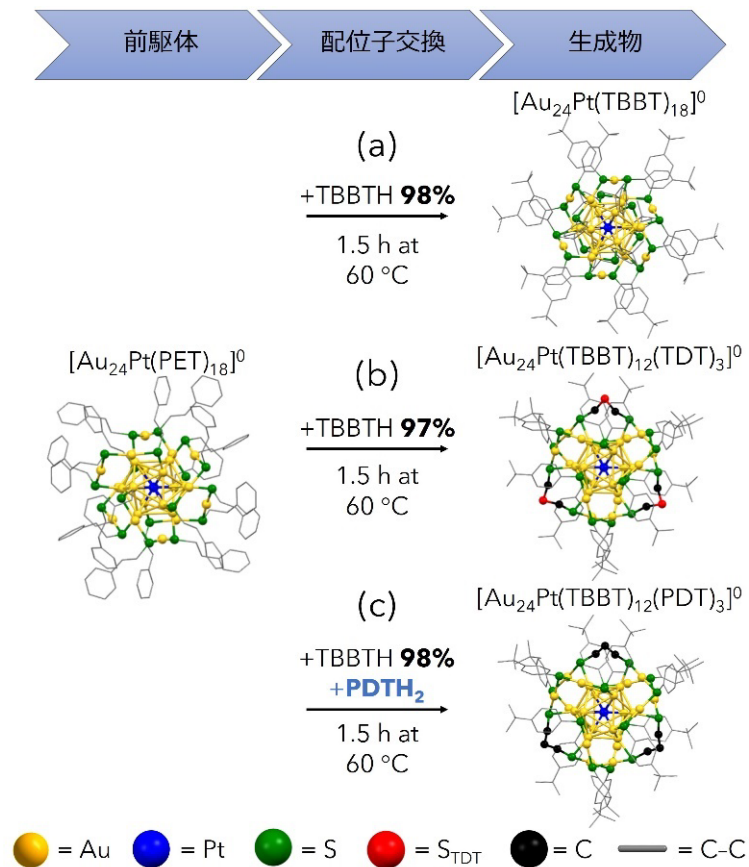 前駆体
配位子交換
生成物
[Au₂₄Pt(TBBT)₁₈]⁰
(a)
+TBBTH 98%
1.5 h at
60 °C
[Au₂₄Pt(PET)₁₈]⁰
[Au₂₄Pt(TBBT)₁₂(TDT)₃]⁰
(b)
+TBBTH 97%
1.5 h at
60 °C
[Au₂₄Pt(TBBT)₁₂(PDT)₃]⁰
(c)
+TBBTH 98%
+PDTH₂
1.5 h at
60 °C
= Au = Pt = S = S_TDT = C = C-C